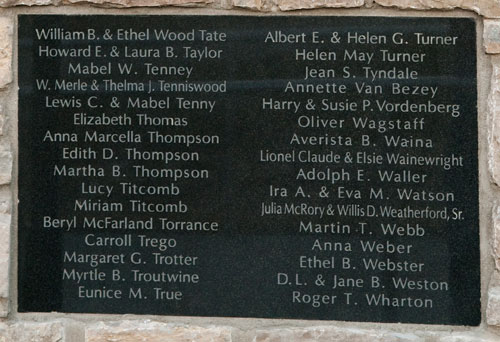 William B. & Ethel Wood Tate
Howard E. & Laura B. Taylor
Mabel W. Tenney
W. Merle & Thelma J. Tenniswood
Lewis C. & Mabel Tenny
Elizabeth Thomas
Anna Marcella Thompson
Edith D. Thompson
Martha B. Thompson
Lucy Titcomb
Miriam Titcomb
Beryl McFarland Torrance
Carroll Trego
Margaret G. Trotter
Myrtle B. Troutwine
Eunice M. True
Albert E. & Helen G. Turner
Helen May Turner
Jean S. Tyndale
Annette Van Bezey
Harry & Susie P. Vordenberg
Oliver Wagstaff
Averista B. Waina
Lionel Claude & Elsie Wainewright
Adolph E. Waller
Ira A. & Eva M. Watson
Julia McRory & Willis D. Weatherford, Sr.
Martin T. Webb
Anna Weber
Ethel B. Webster
D. L. & Jane B. Weston
Roger T. Wharton